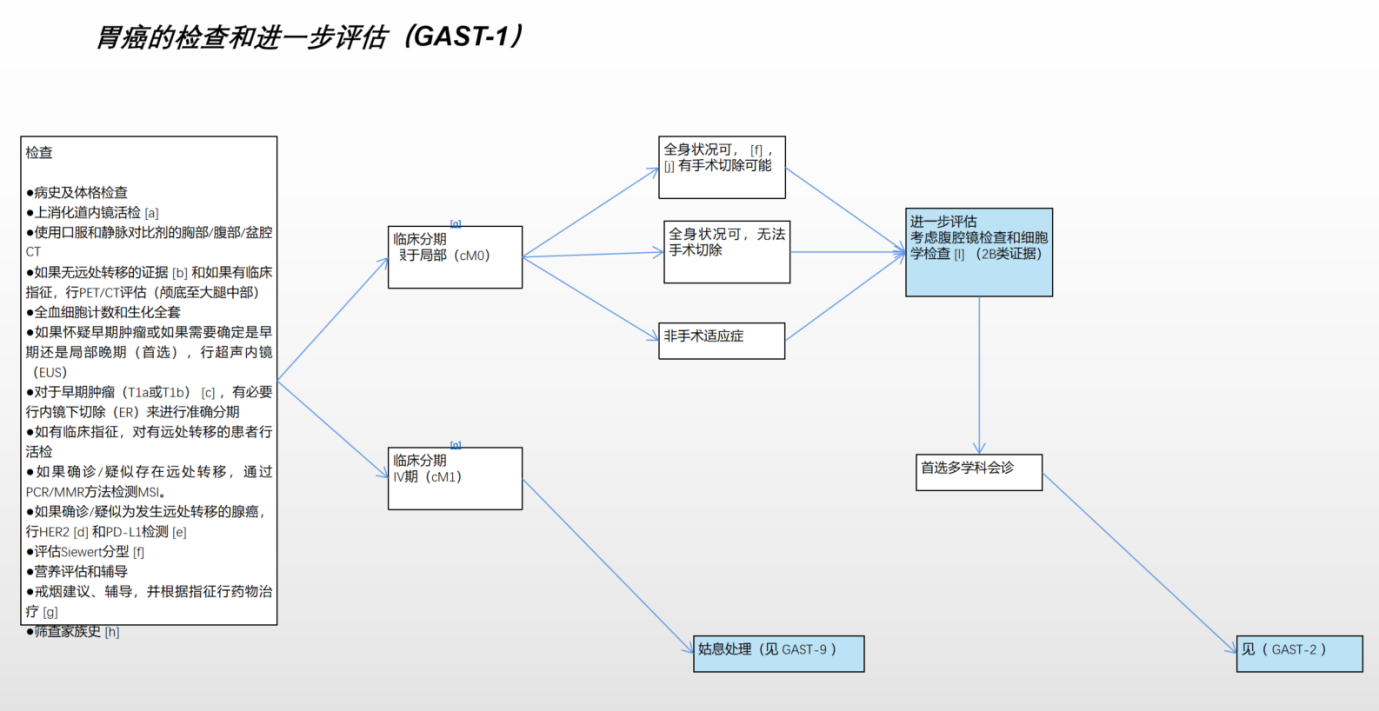 胃癌的检查和进一步评估（GAST-1）
检查
●病史及体格检查
●上消化道内镜活检 [a]
●使用口服和静脉对比剂的胸部/腹部/盆腔
CT
●如果无远处转移的证据 [b] 和如果有临床
指征，行PET/CT评估（颅底至大腿中部）
●全血细胞计数和生化全套
●如果怀疑早期肿瘤或如果需要确定是早
期还是局部晚期（首选），行超声内镜
（EUS）
●对于早期肿瘤（T1a或T1b） [c] ，有必要
行内镜下切除（ER）来进行准确分期
●如有临床指征，对有远处转移的患者行
活检
●如果确诊/疑似存在远处转移，通过
PCR/MMR方法检测MSI。
●如果确诊/疑似为发生远处转移的腺癌，
行HER2 [d] 和PD-L1检测 [e]
●评估Siewert分型 [f]
●营养评估和辅导
●戒烟建议、辅导，并根据指征行药物治
疗 [g]
●筛查家族史 [h]
临床分期
限于局部（cM0）
临床分期
IV期（cM1）
全身状况可， [f] ，
[j] 有手术切除可能
全身状况可，无法
手术切除
非手术适应症
进一步评估
考虑腹腔镜检查和细胞
学检查 [l] （2B类证据）
首选多学科会诊
姑息处理（见 GAST-9 ）
见（ GAST-2 ）